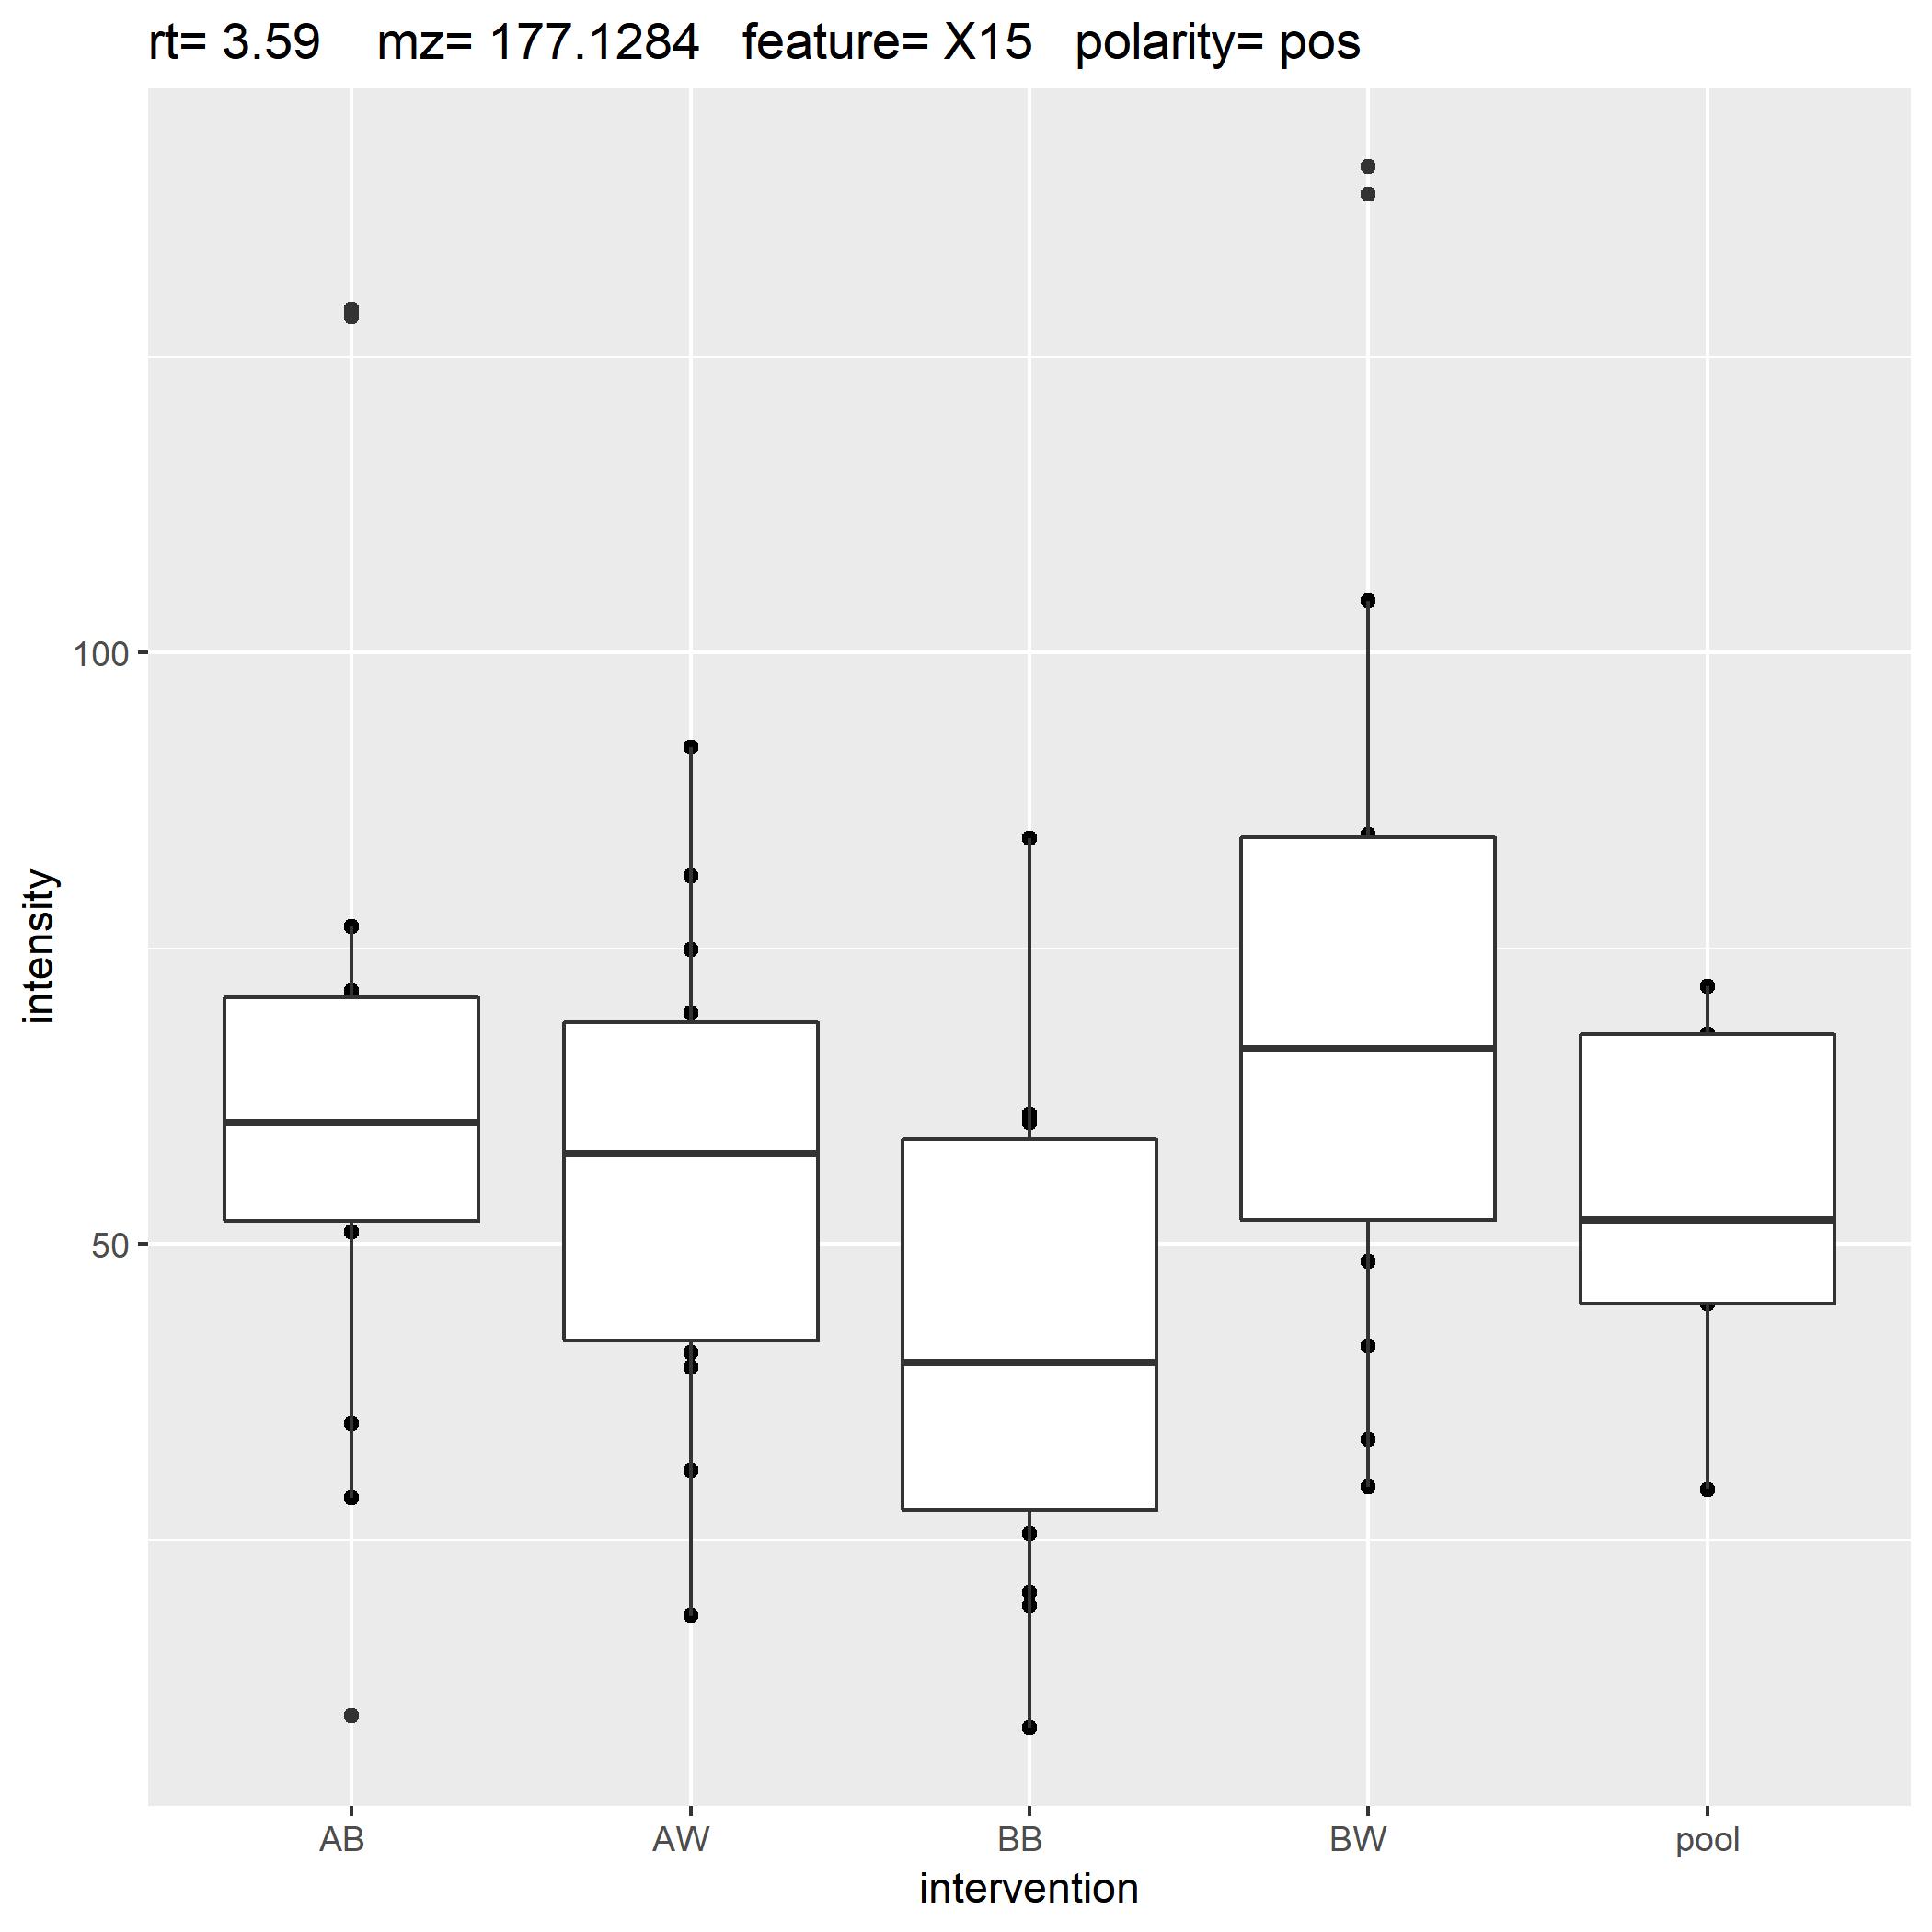 rt= 3.59    mz= 177.1284   feature= X15   polarity= pos
intensity
100
50
AB AW BB BW pool
intervention